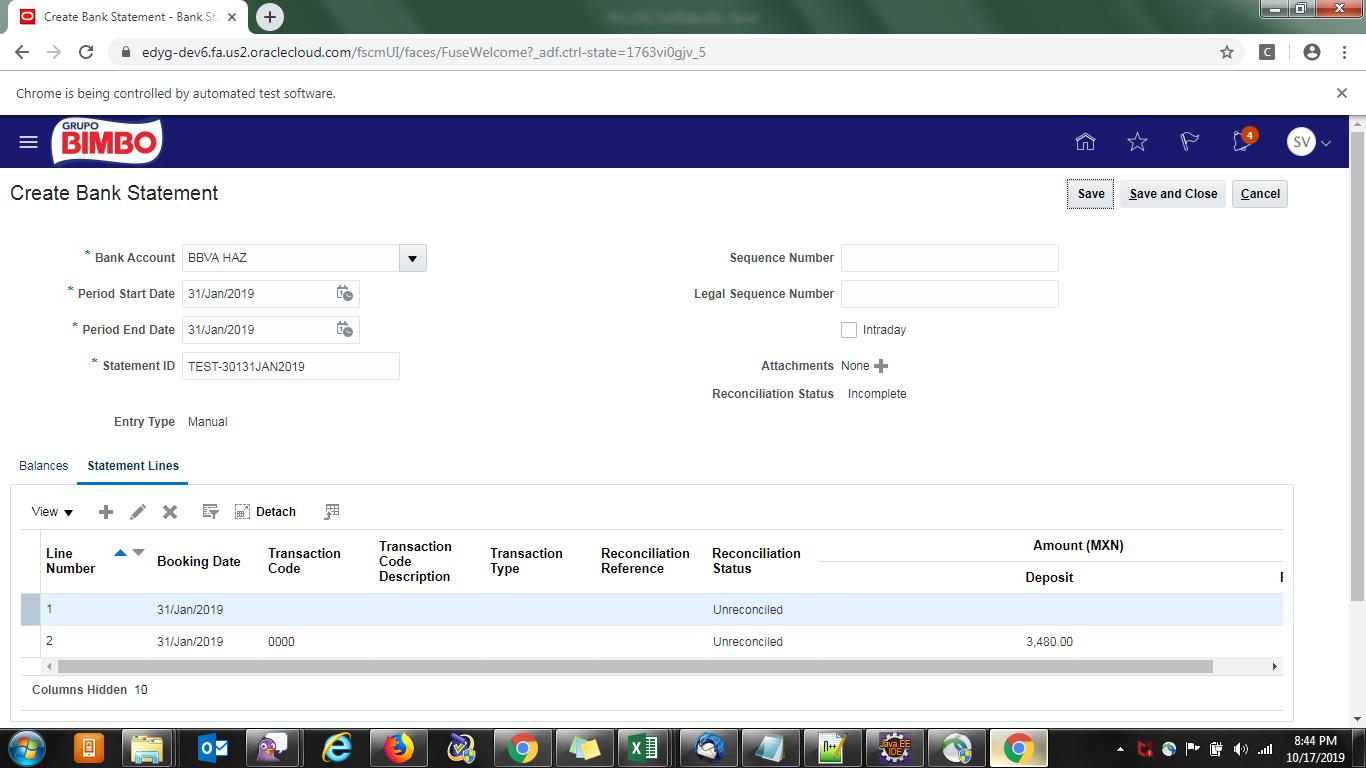 Create Bank Statement - Bank St
edyg-dev6.fa.us2.oraclecloud.com/fscmUI/faces/FuseWelcome?_adf.ctrl-state=1763vi0gjv_5
C
Chrome is being controlled by automated test software.
GRUPO
BIMBO
4
SV
Create Bank Statement
Save
Save and Close
Cancel
* Bank Account BBVA HAZ
* Period Start Date 31/Jan/2019
* Period End Date 31/Jan/2019
* Statement ID TEST-30131JAN2019
Entry Type Manual
Sequence Number
Legal Sequence Number
Intraday
Attachments None
Reconciliation Status Incomplete
Balances Statement Lines
View Detach
Line Number
Booking Date
Transaction Code
Transaction Code Description
Transaction Type
Reconciliation Reference
Reconciliation Status
Amount (MXN)
Deposit
1 31/Jan/2019 Unreconciled
2 31/Jan/2019 0000 Unreconciled 3,480.00
Columns Hidden 10
Java EE
IDE
8:44 PM
10/17/2019